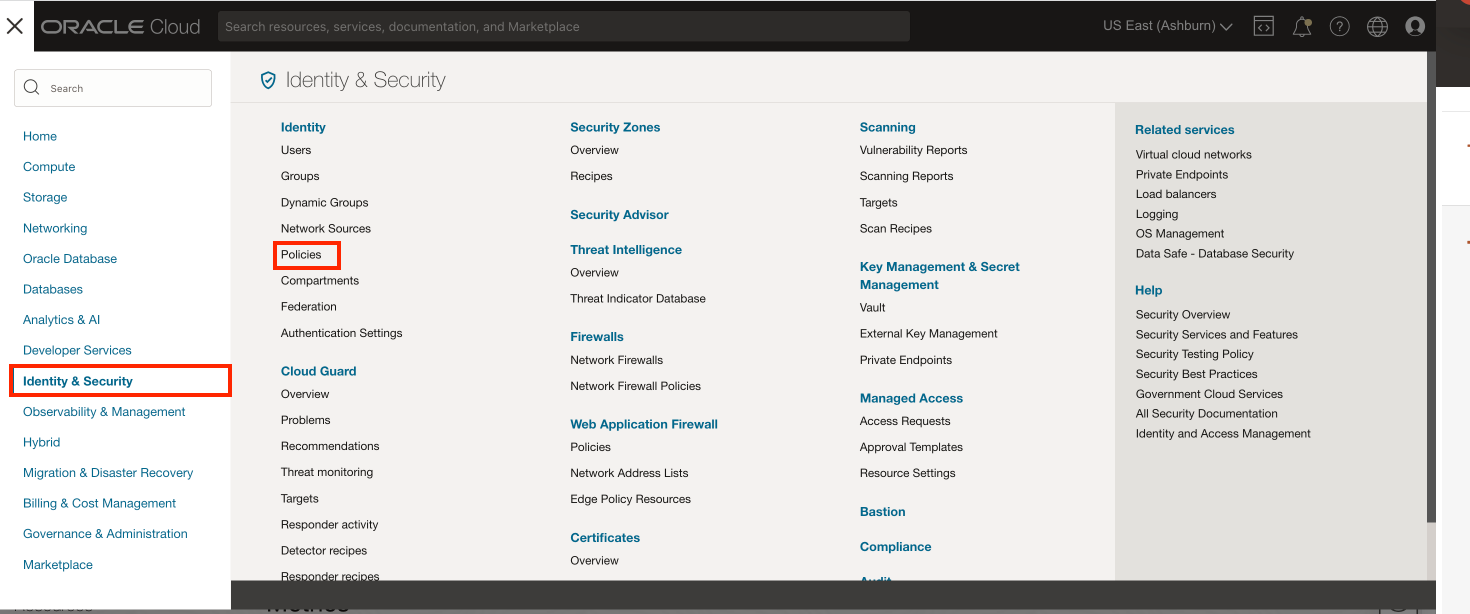 ORACLE Cloud
Search resources, services, documentation, and Marketplace
US East (Ashburn)
Search
Home
Compute
Storage
Networking
Oracle Database
Databases
Analytics & AI
Developer Services
Identity & Security
Observability & Management
Hybrid
Migration & Disaster Recovery
Billing & Cost Management
Governance & Administration
Marketplace
Identity & Security
Identity
Users
Groups
Dynamic Groups
Network Sources
Policies
Compartments
Federation
Authentication Settings
Cloud Guard
Overview
Problems
Recommendations
Threat monitoring
Targets
Responder activity
Detector recipes
Responder recipes
Security Zones
Overview
Recipes
Security Advisor
Threat Intelligence
Overview
Threat Indicator Database
Firewalls
Network Firewalls
Network Firewall Policies
Web Application Firewall
Policies
Network Address Lists
Edge Policy Resources
Certificates
Overview
Scanning
Vulnerability Reports
Scanning Reports
Targets
Scan Recipes
Key Management & Secret
Management
Vault
External Key Management
Private Endpoints
Managed Access
Access Requests
Approval Templates
Resource Settings
Bastion
Compliance
Audit
Related services
Virtual cloud networks
Private Endpoints
Load balancers
Logging
OS Management
Data Safe - Database Security
Help
Security Overview
Security Services and Features
Security Testing Policy
Security Best Practices
Government Cloud Services
All Security Documentation
Identity and Access Management